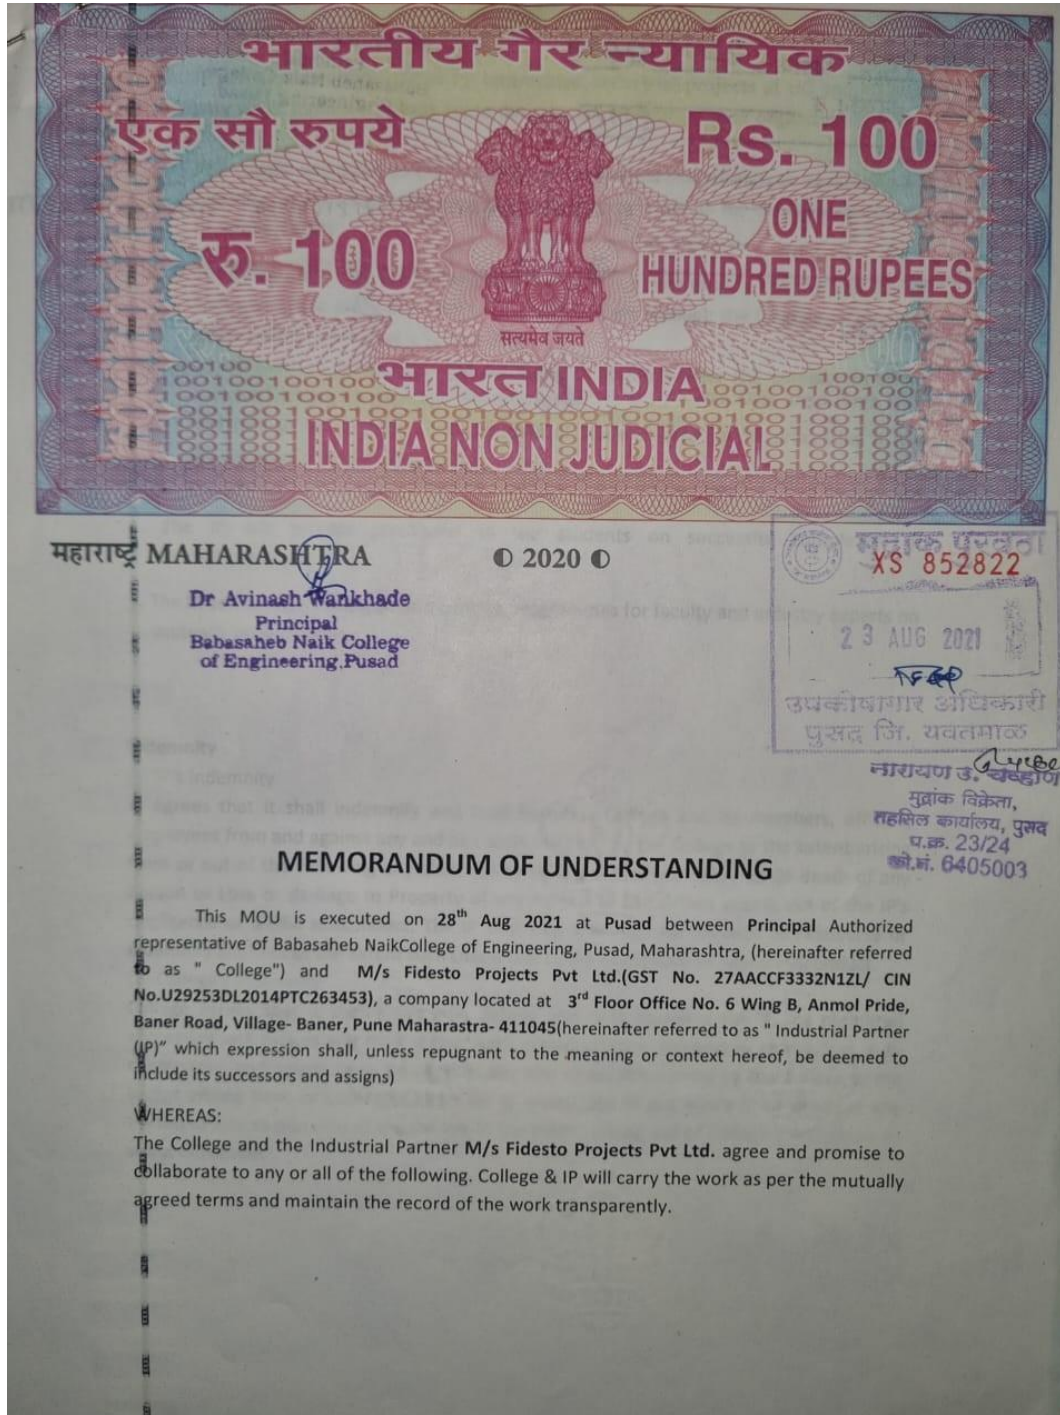 भारतीय गैर न्यायिक
एक सौ रुपये
Rs. 100
रु. 100
ONE
HUNDRED RUPEES
सत्यमेव जयते
भारत INDIA
INDIA NON JUDICIAL
महाराष्ट्र MAHARASHTRA
2020
XS 852822
23 AUG 2021
उपकोषागार अधिकारी
पुसद जि. यवतमाळ
Dr Avinash Wankhade
Principal
Babasaheb Naik College
of Engineering,Pusad
नारायण उ. चव्हाण
मुद्रांक विक्रेता,
तहसिल कार्यालय, पुसद
प.क्र. 23/24
को.नं. 6405003
MEMORANDUM OF UNDERSTANDING
This MOU is executed on 28th Aug 2021 at Pusad between Principal Authorized
representative of Babasaheb NaikCollege of Engineering, Pusad, Maharashtra, (hereinafter referred
to as " College") and M/s Fidesto Projects Pvt Ltd.(GST No. 27AACCF3332N1ZL/ CIN
No.U29253DL2014PTC263453), a company located at 3rd Floor Office No. 6 Wing B, Anmol Pride,
Baner Road, Village- Baner, Pune Maharastra- 411045(hereinafter referred to as " Industrial Partner
(IP)" which expression shall, unless repugnant to the meaning or context hereof, be deemed to
include its successors and assigns)
WHEREAS:
The College and the Industrial Partner M/s Fidesto Projects Pvt Ltd. agree and promise to
collaborate to any or all of the following. College & IP will carry the work as per the mutually
agreed terms and maintain the record of the work transparently.